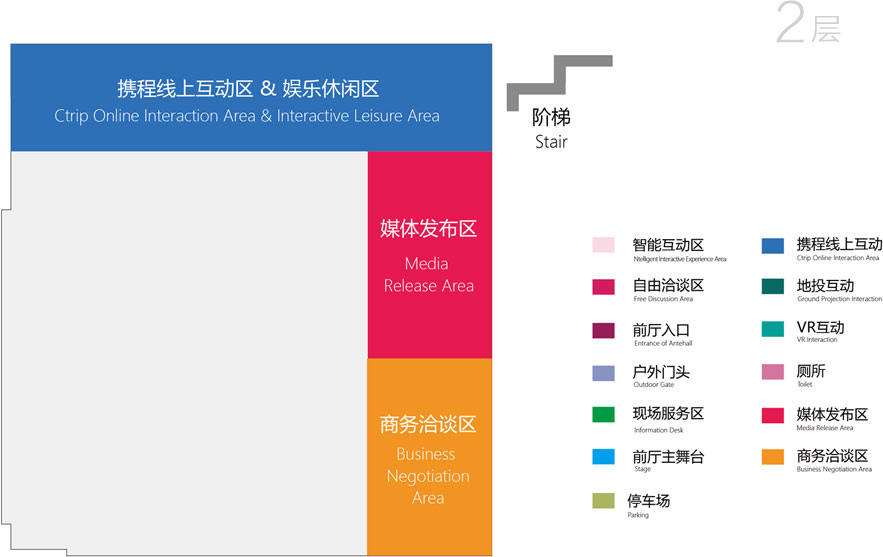 2层
携程线上互动区 & 娱乐休闲区
Ctrip Online Interaction Area & Interactive Leisure Area
阶梯
Stair
媒体发布区
Media
Release Area
商务洽谈区
Business
Negotiation
Area
智能互动区
Ntelligent Interactive Experience Area
自由洽谈区
Free Discussion Area
前厅入口
Entrance of Antehall
户外门头
Outdoor Gate
现场服务区
Information Desk
前厅主舞台
Stage
停车场
Parking
携程线上互动
Ctrip Online Interaction Area
地投互动
Ground Projection Interaction
VR互动
VR Interaction
厕所
Toilet
媒体发布区
Media Release Area
商务洽谈区
Business Negotiation Area